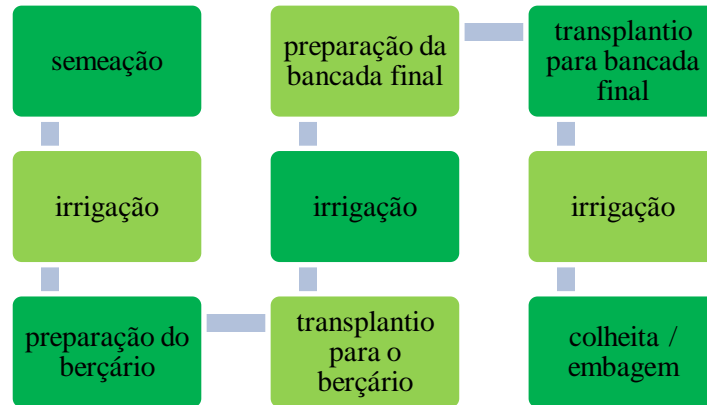 semeação
irrigação
preparação do
berçário
transplantio
para o
berçário
irrigação
preparação da
bancada final
transplantio
para bancada
final
irrigação
colheita /
embagem